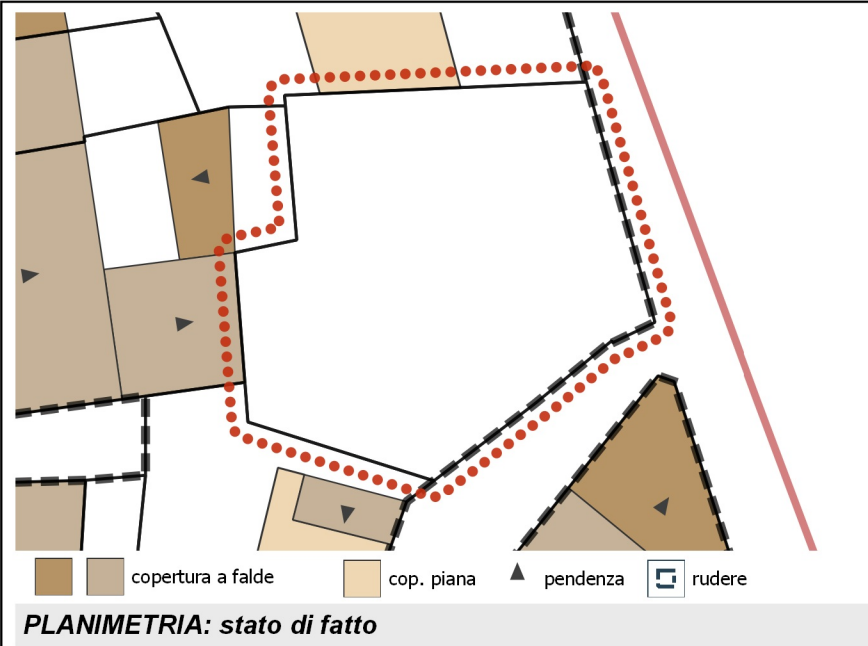 copertura a falde cop. piana pendenza rudere
PLANIMETRIA: stato di fatto